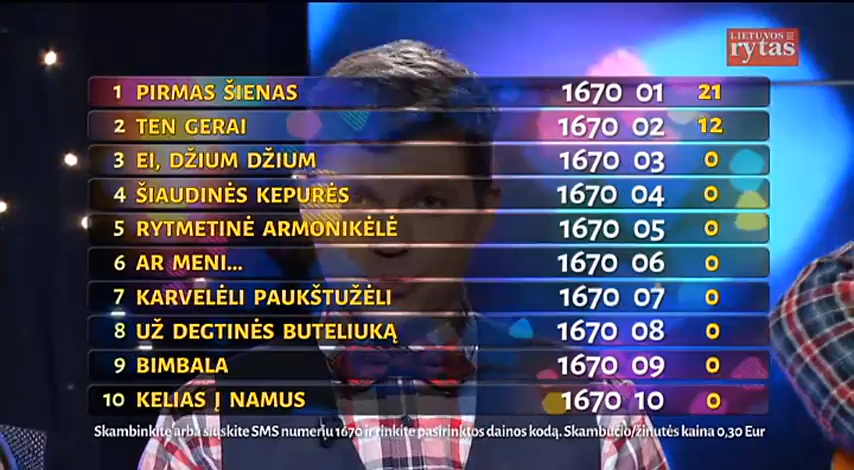 LIETUVOS
rytas
1 PIRMAS ŠIENAS 1670 01 21
2 TEN GERAI 1670 02 12
3 EI, DŽIUM DŽIUM 1670 03 0
4 ŠIAUDINĖS KEPURĖS 1670 04 0
5 RYTMETINĖ ARMONIKĖLĖ 1670 05 0
6 AR MENI... 1670 06 0
7 KARVELĖLI PAUKŠTUŽĖLI 1670 07 0
8 UŽ DEGTINĖS BUTELIUKĄ 1670 08 0
9 BIMBALA 1670 09 0
10 KELIAS Į NAMUS 1670 10 0
Skambinkite arba siųskite SMS numeriu 1670 ir rinkite pasirinktos dainos kodą. Skambučio/žinutės kaina 0,30 Eur